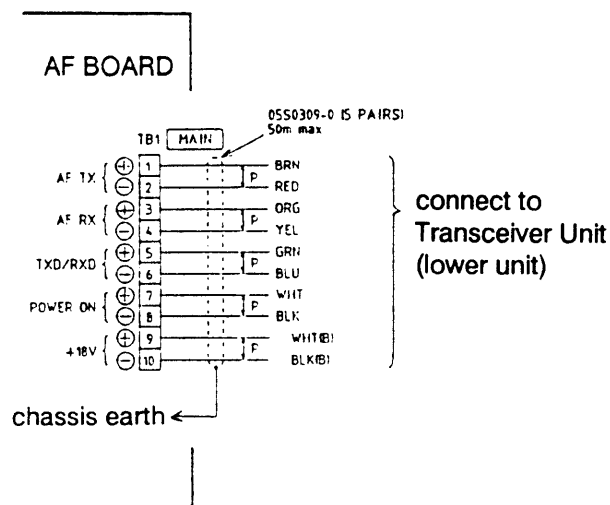 AF BOARD
05S0309-0 (5 PAIRS)
50m max
TB1 MAIN
AF TX + 1 BRN
- 2 P RED
AF RX + 3 ORG
- 4 P YEL
TXD/RXD + 5 GRN
- 6 P BLU
POWER ON + 7 WHT
- 8 P BLK
+18V + 9 WHT(B)
- 10 P BLK(B)
connect to
Transceiver Unit
(lower unit)
chassis earth